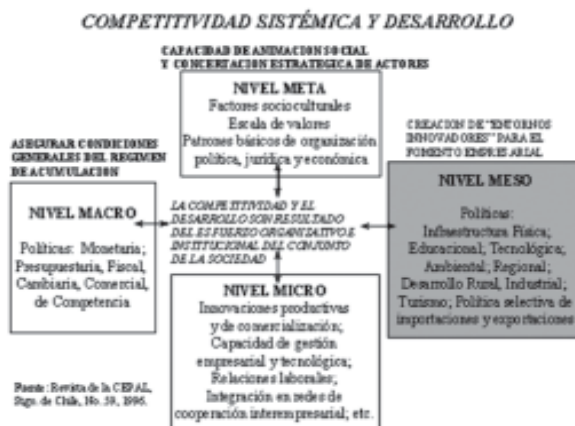 COMPETITIVIDAD SISTÉMICA Y DESARROLLO
CAPACIDAD DE ANIMACION SOCIAL
Y CONCERTACION ESTRATEGICA DE ACTORES
NIVEL META
Factores socioculturales
Escala de valores
Patrones básicos de organización
política, jurídica y económica
ASEGURAR CONDICIONES
GENERALES DEL REGIMEN
DE ACUMULACION
NIVEL MACRO
Políticas: Monetaria;
Presupuestaria, Fiscal,
Cambiaria, Comercial,
de Competencia
LA COMPETITIVIDAD Y EL
DESARROLLO SON RESULTADO
DEL ESFUERZO ORGANISATIVO E
INSTITUCIONAL DEL CONJUNTO
DE LA SOCIEDAD
CREACION DE "ENTORNOS
INNOVADORES" PARA EL
FOMENTO EMPRESARIAL
NIVEL MESO
Políticas:
Infraestructura Física;
Educacional; Tecnológica;
Ambiental; Regional;
Desarrollo Rural, Industrial;
Turismo; Política selectiva de
importaciones y exportaciones
NIVEL MICRO
Innovaciones productivas
y de comercialización;
Capacidad de gestión
empresarial y tecnológica;
Relaciones laborales;
Integración en redes de
cooperación interempresarial; etc.
Fuente: Revista de la CEPAL,
Stgo. de Chile, No. 59, 1996.